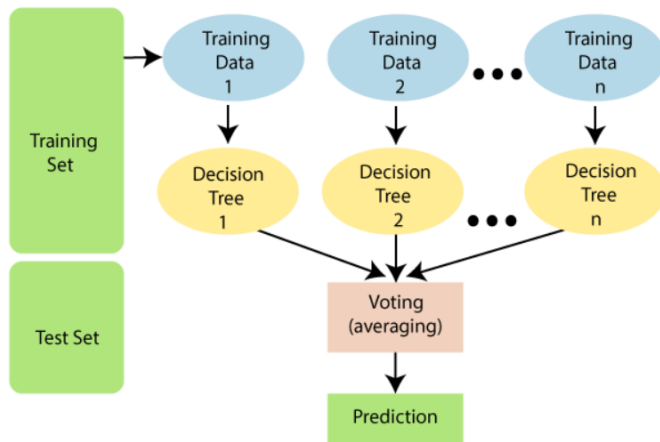 Training
Set
Training
Data
1
Training
Data
2
Training
Data
n
Decision
Tree
1
Decision
Tree
2
Decision
Tree
n
Test Set
Voting
(averaging)
Prediction